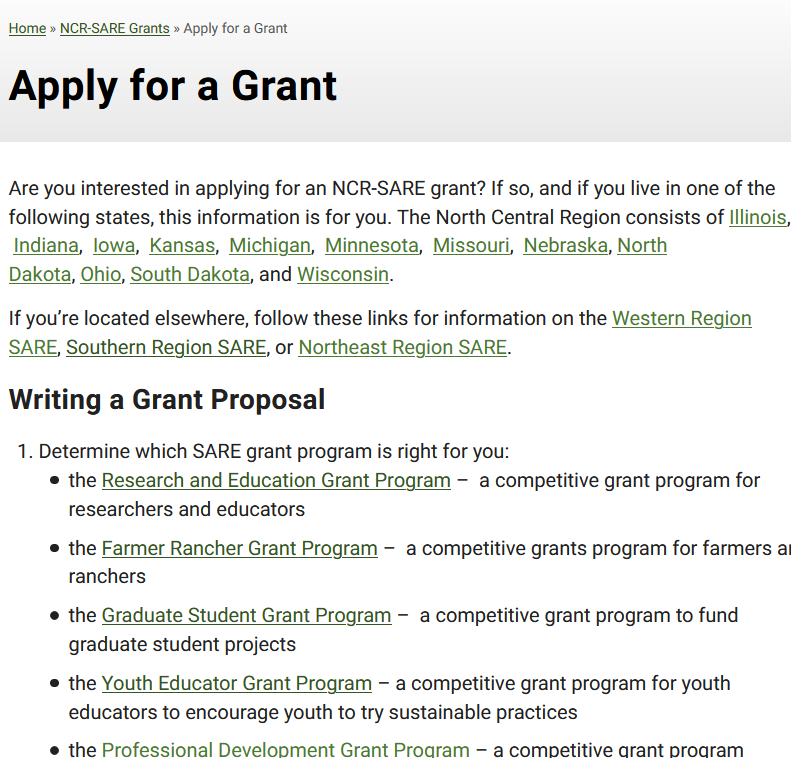 Home » NCR-SARE Grants » Apply for a Grant
Apply for a Grant
Are you interested in applying for an NCR-SARE grant? If so, and if you live in one of the
following states, this information is for you. The North Central Region consists of Illinois,
Indiana, Iowa, Kansas, Michigan, Minnesota, Missouri, Nebraska, North
Dakota, Ohio, South Dakota, and Wisconsin.
If you’re located elsewhere, follow these links for information on the Western Region
SARE, Southern Region SARE, or Northeast Region SARE.
Writing a Grant Proposal
1. Determine which SARE grant program is right for you:
• the Research and Education Grant Program – a competitive grant program for
researchers and educators
• the Farmer Rancher Grant Program – a competitive grants program for farmers
ranchers
• the Graduate Student Grant Program – a competitive grant program to fund
graduate student projects
• the Youth Educator Grant Program – a competitive grant program for youth
educators to encourage youth to try sustainable practices
• the Professional Development Grant Program – a competitive grant program